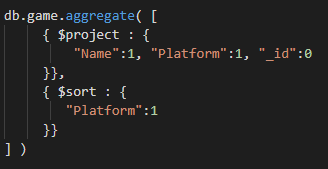 db.game.aggregate( [
{ $project : {
"Name":1, "Platform":1, "_id":0
}},
{ $sort : {
"Platform":1
}}
] )